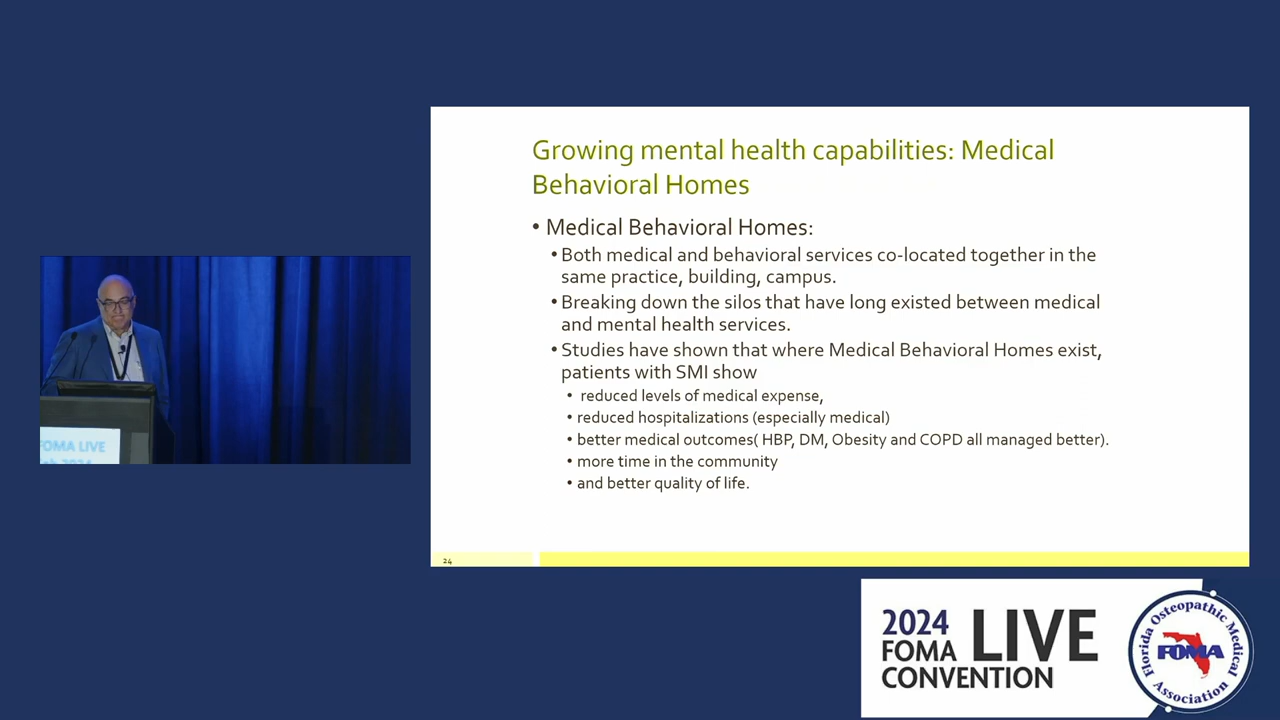 Growing mental health capabilities: Medical
Behavioral Homes
• Medical Behavioral Homes:
• Both medical and behavioral services co-located together in the
same practice, building, campus.
• Breaking down the silos that have long existed between medical
and mental health services.
• Studies have shown that where Medical Behavioral Homes exist,
patients with SMI show
• reduced levels of medical expense,
• reduced hospitalizations (especially medical)
• better medical outcomes( HBP, DM, Obesity and COPD all managed better).
• more time in the community
• and better quality of life.
24
FOMA LIVE
2024
2024
FOMA
CONVENTION
LIVE
Florida Osteopathic Medical
Association
FOMA